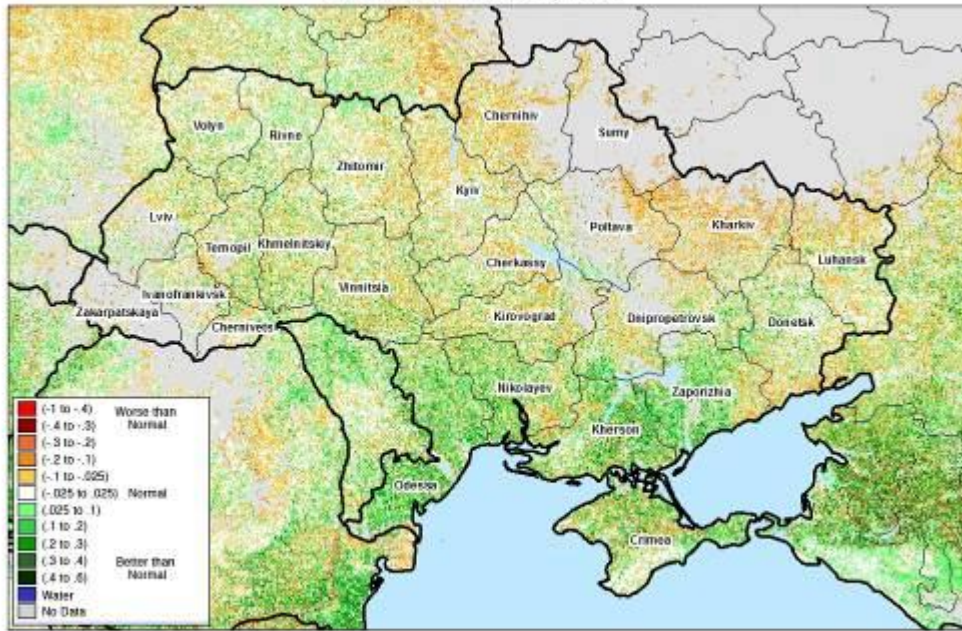 Chernihiv
Sumy
Volyn
Rivne
Zhitomir
Kyiv
Lviv
Ternopil
Khmelnitskiy
Poltava
Kharkiv
Cherkassy
Luhansk
Vinnitsia
Ivanofrankivsk
Zakarpatskaya
Chernivets
Kirovograd
Dnipropetrovsk
Donetsk
Nikolayev
Zaporizhia
Kherson
Odessa
Crimea
(-1 to -.4) Worse than
(-.4 to -.3) Normal
(-.3 to -.2)
(-.2 to -.1)
(-.1 to -.025)
(-.025 to .025) Normal
(.025 to .1)
(.1 to .2)
(.2 to .3)
(.3 to .4) Better than
(.4 to .6) Normal
Water
No Data